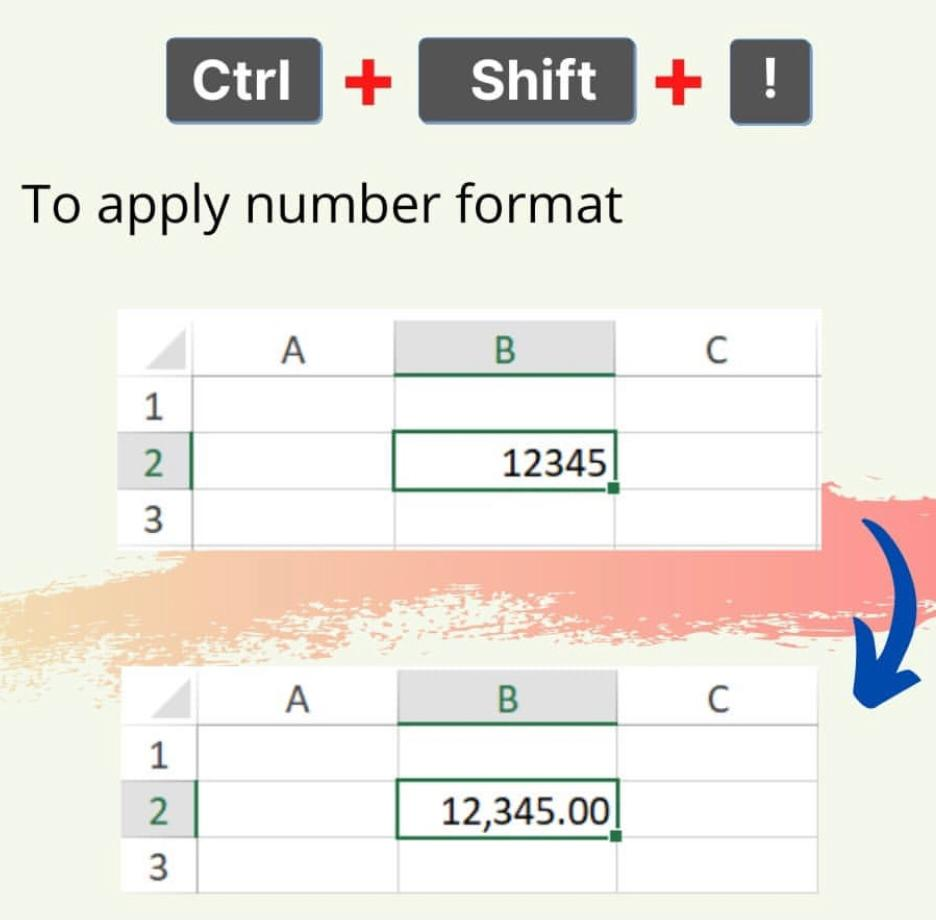 Ctrl + Shift + !
To apply number format
A B C
1
2 12345
3
A B C
1
2 12,345.00
3